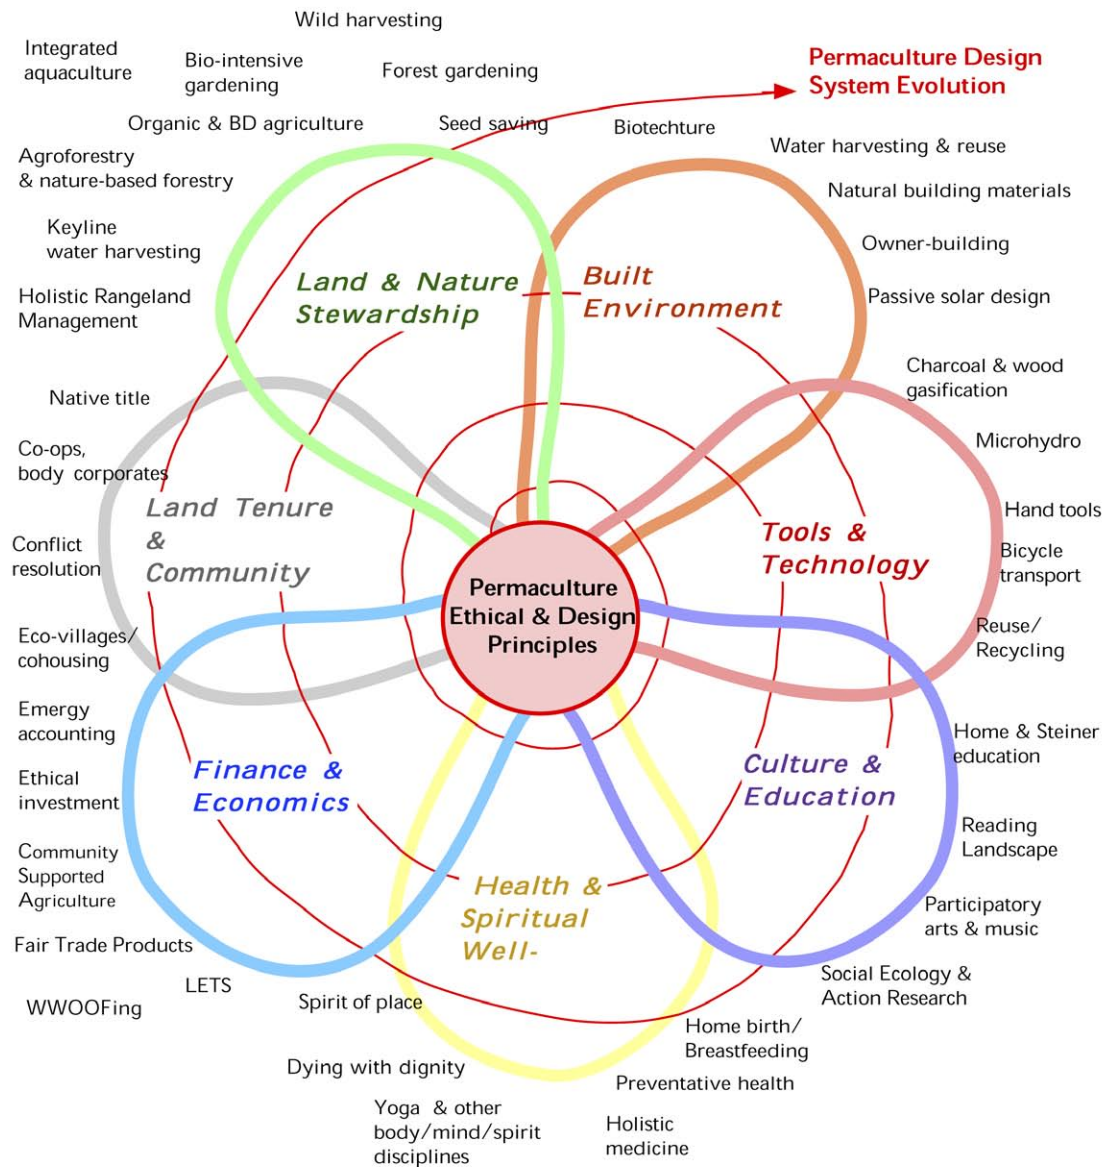 Wild harvesting
Integrated
aquaculture
Bio-intensive
gardening
Forest gardening
Permaculture Design
System Evolution
Organic & BD agriculture
Seed saving
Biotechture
Water harvesting & reuse
Agroforestry
& nature-based forestry
Natural building materials
Keyline
water harvesting
Owner-building
Land & Nature
Stewardship
Built
Environment
Holistic Rangeland
Management
Passive solar design
Charcoal & wood
gasification
Native title
Microhydro
Co-ops,
body corporates
Land Tenure
&
Community
Hand tools
Tools &
Technology
Conflict
resolution
Bicycle
transport
Permaculture
Ethical & Design
Principles
Eco-villages/
cohousing
Reuse/
Recycling
Emergy
accounting
Home & Steiner
education
Finance &
Economics
Culture &
Education
Ethical
investment
Reading
Landscape
Community
Supported
Agriculture
Health &
Spiritual
Well-
Participatory
arts & music
Fair Trade Products
Social Ecology &
Action Research
LETS
WWOOFing
Spirit of place
Home birth/
Breastfeeding
Dying with dignity
Preventative health
Yoga & other
body/mind/spirit
disciplines
Holistic
medicine